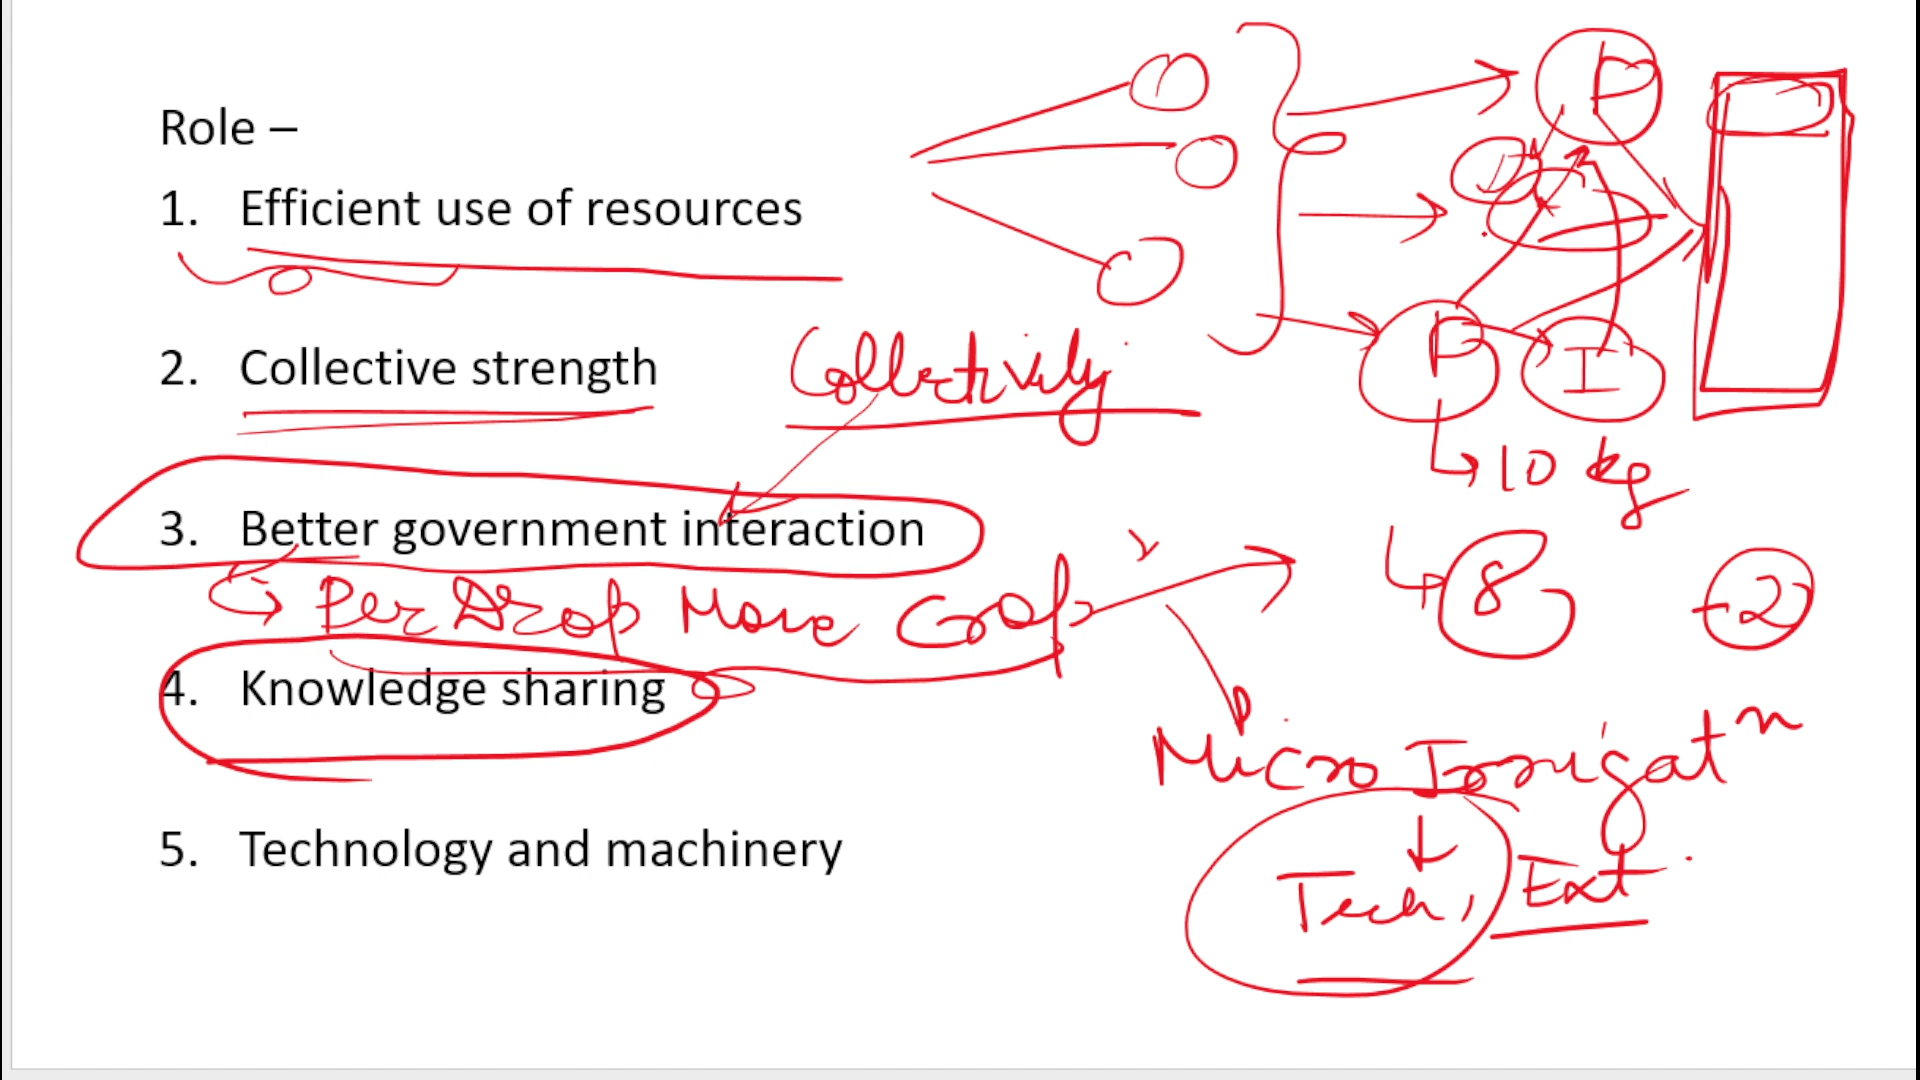 Role –
1. Efficient use of resources
2. Collective strength
Collectivity
3. Better government interaction
Per Drop More Crop
4. Knowledge sharing
5. Technology and machinery
P
P
I
10 kg
8
-2
Micro Irrigatn
Tech, Ext.